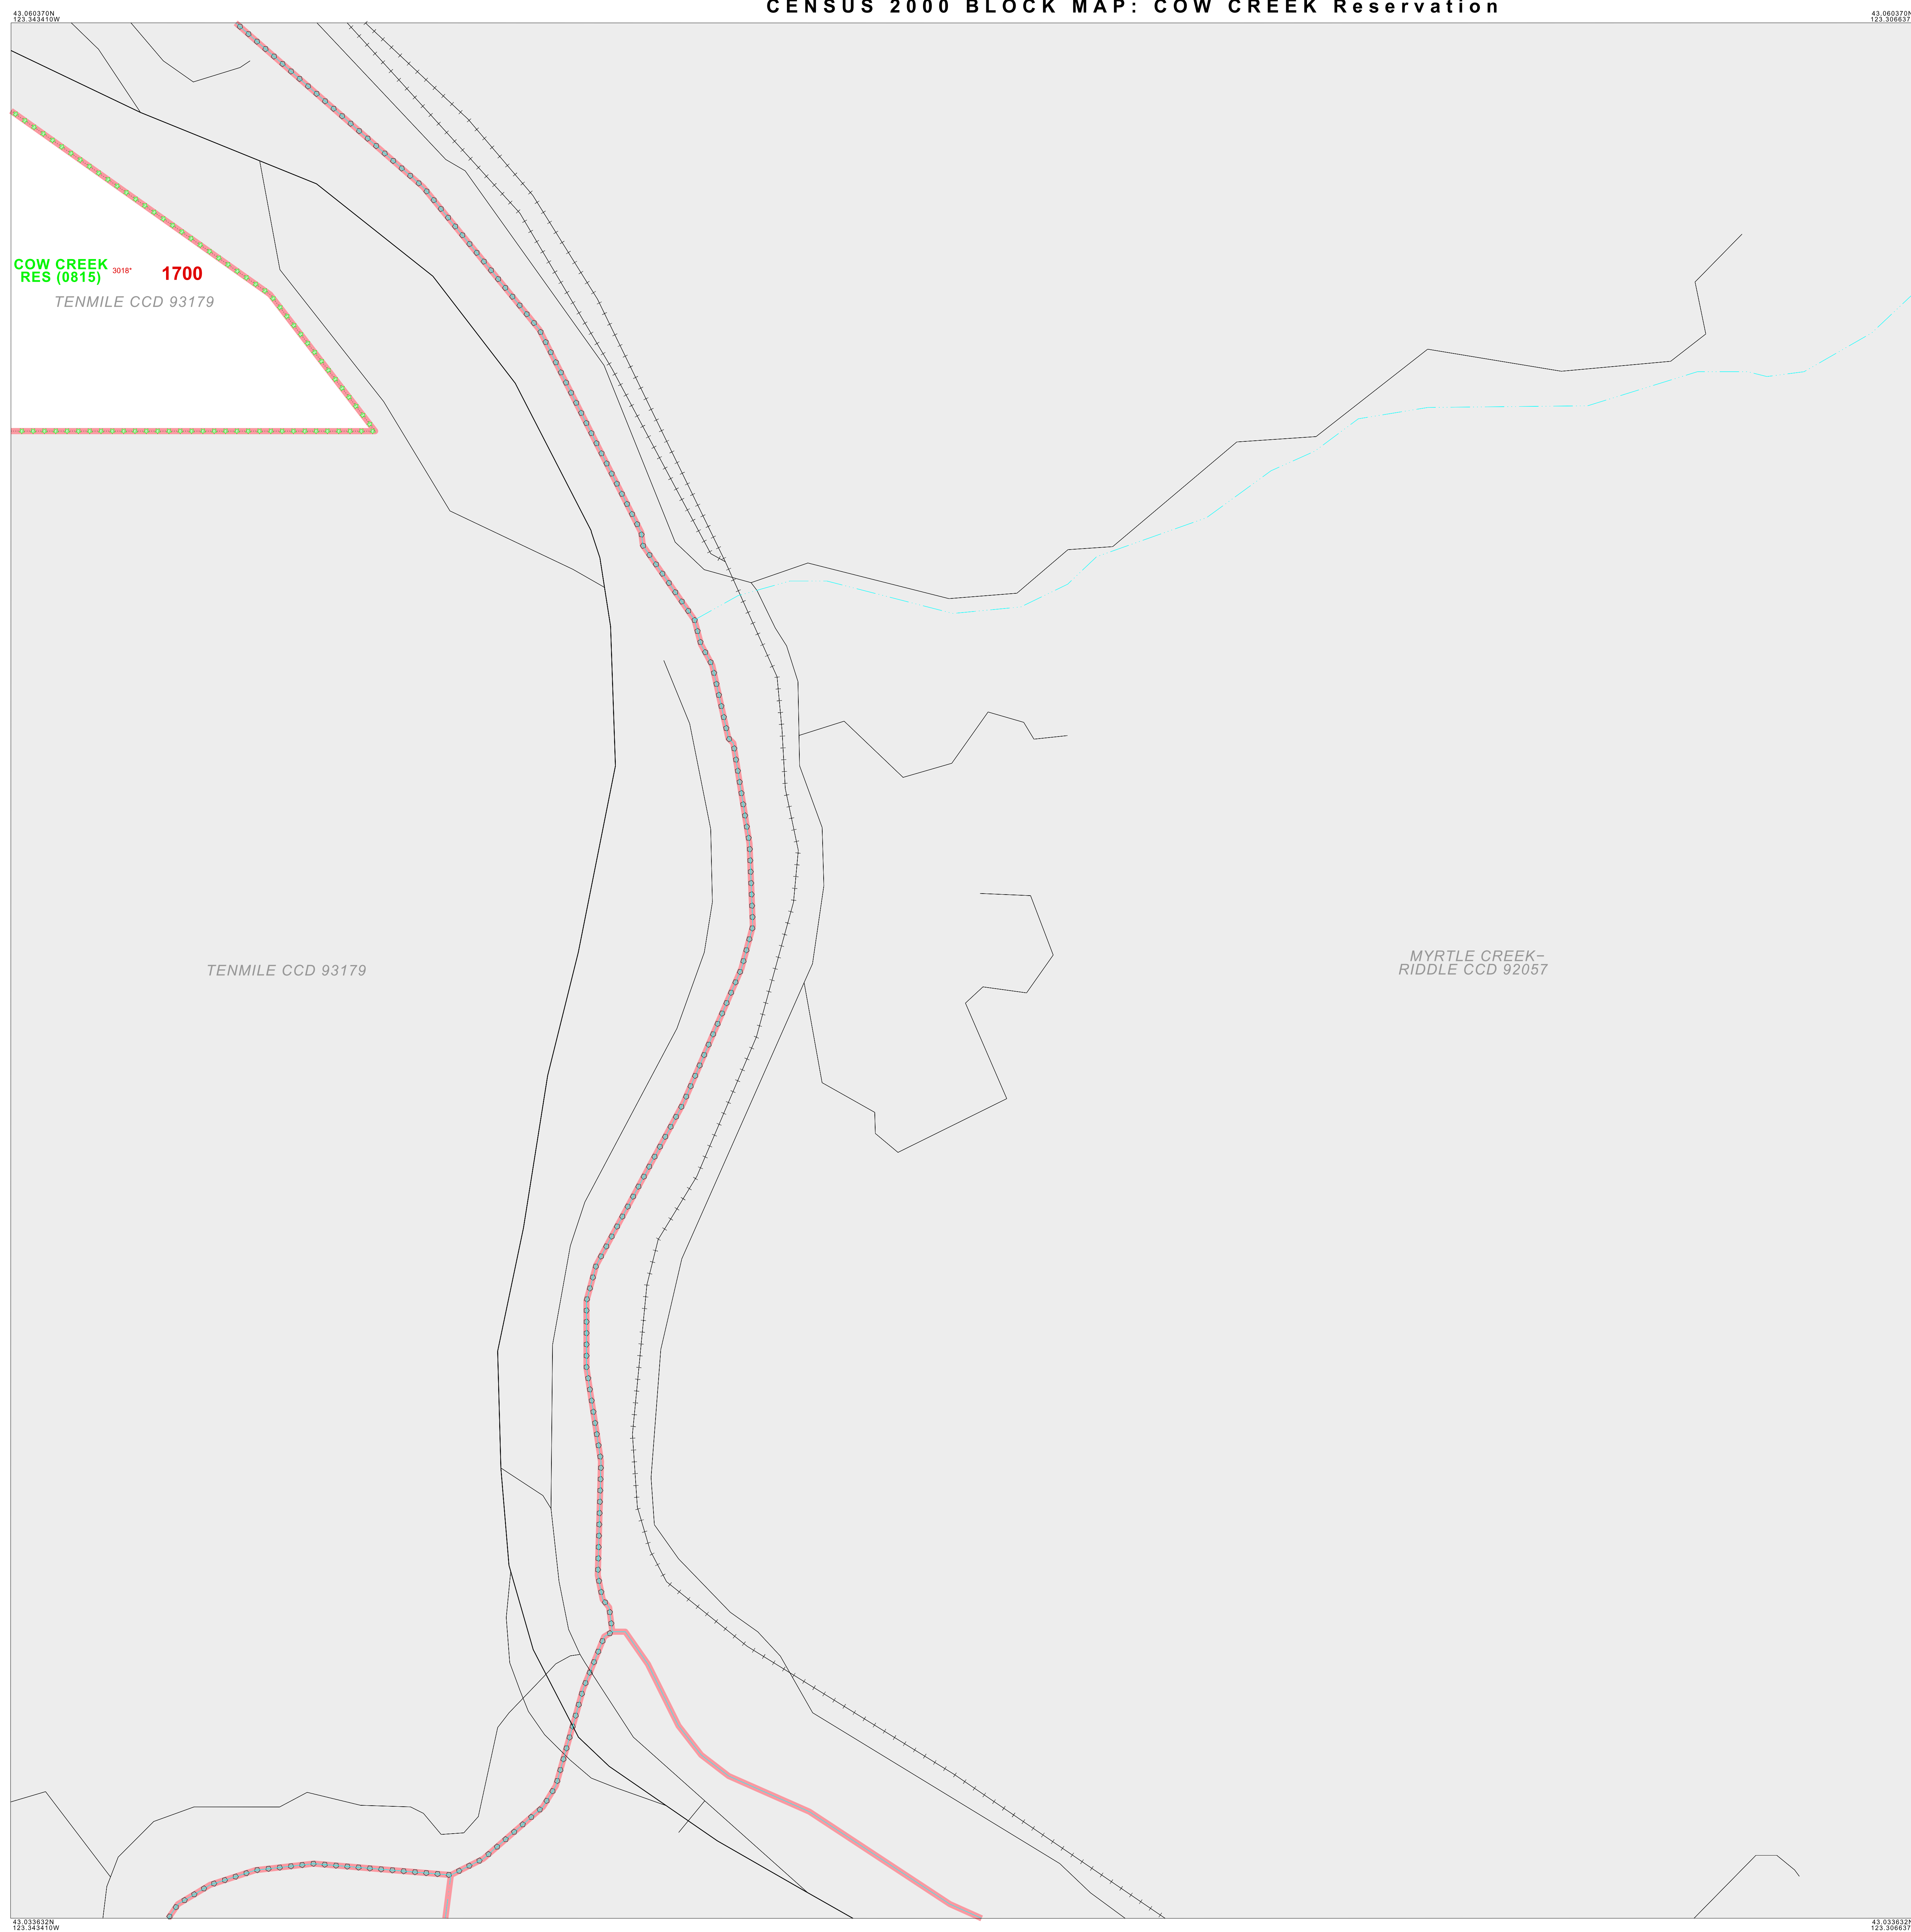 CENSUS 2000 BLOCK MAP: COW CREEK Reservation
43.060370N
123.343410W
43.060370N
123.306637
COW CREEK
RES (0815)
3018*
1700
TENMILE CCD 93179
TENMILE CCD 93179
MYRTLE CREEK-
RIDDLE CCD 92057
43.033632N
123.343410W
43.033632N
123.306637